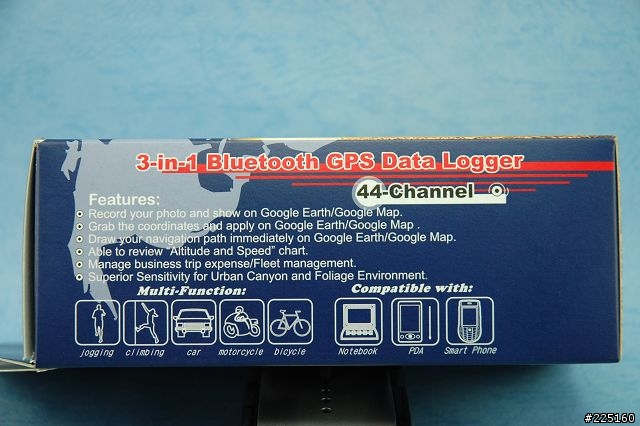 3-in-1 Bluetooth GPS Data Logger
44-Channel
Features:
Record your photo and show on Google Earth/Google Map.
Grab the coordinates and apply on Google Earth/Google Map .
Draw your navigation path immediately on Google Earth/Google Map.
Able to review "Altitude and Speed" chart.
Manage business trip expense/Fleet management.
Superior Sensitivity for Urban Canyon and Foliage Environment.
Multi-Function: Compatible with:
jogging climbing car motorcycle bicycle Notebook PDA Smart Phone
#225160